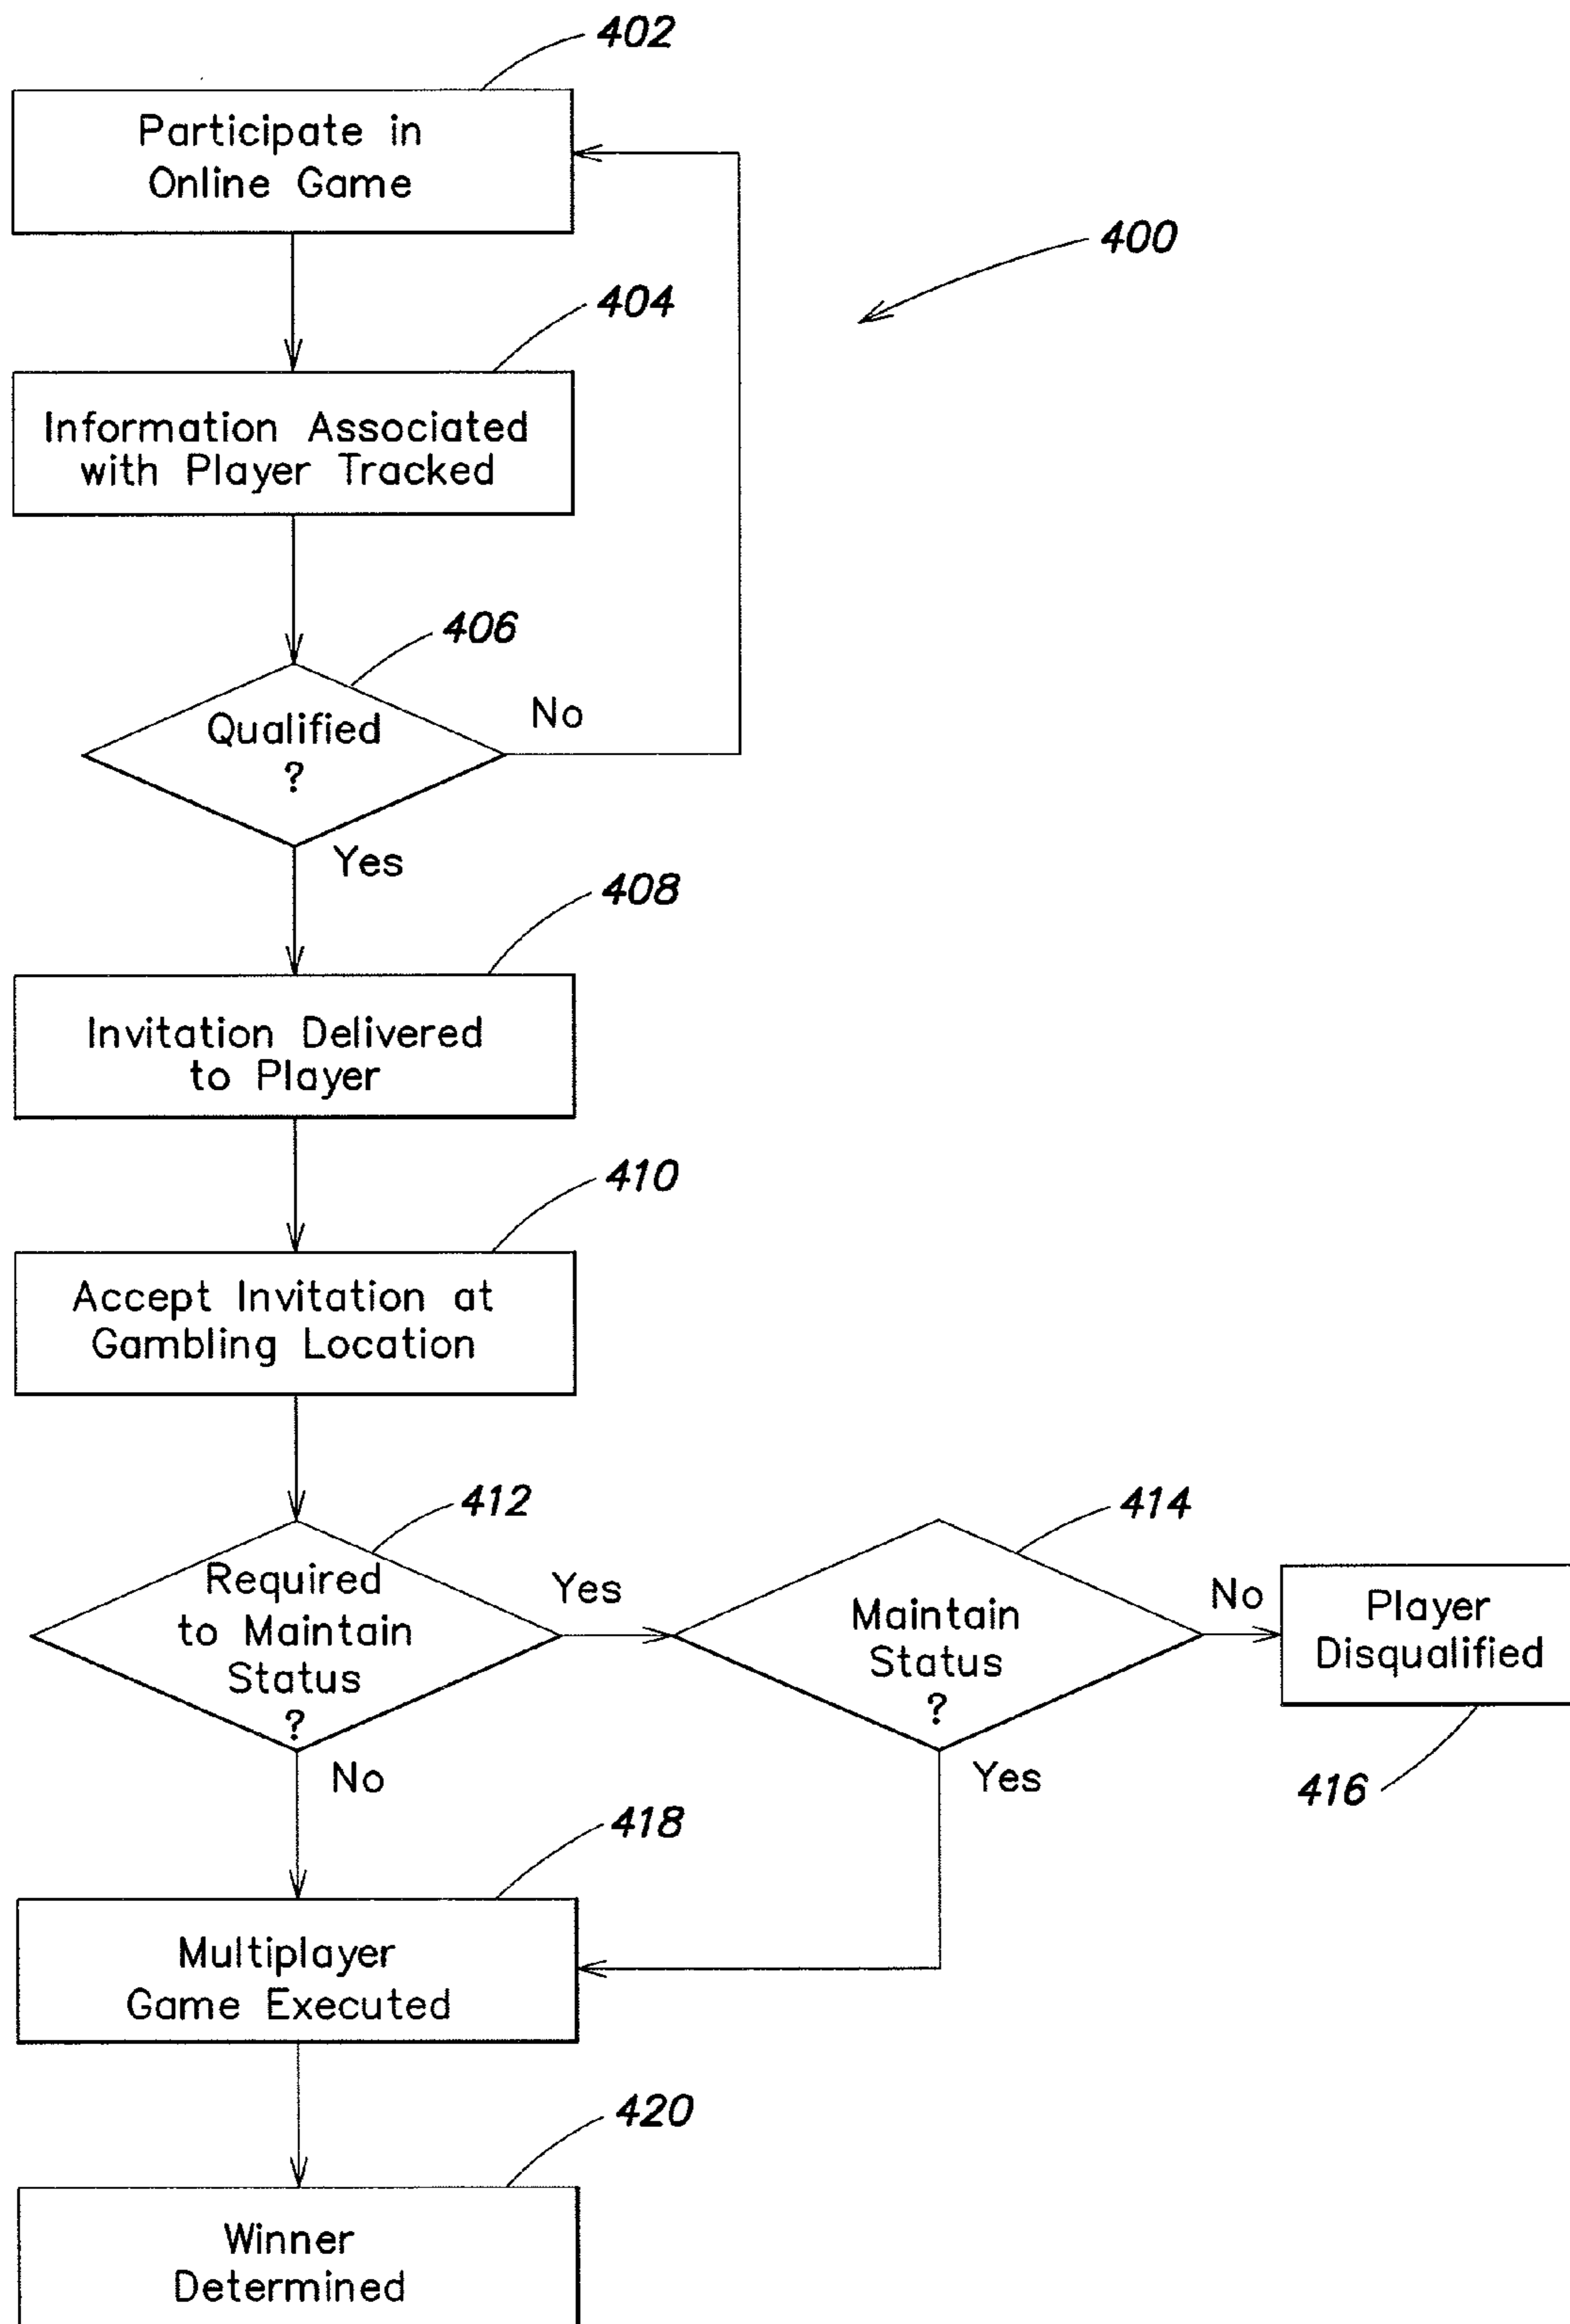 402
Participate in
Online Game
400
404
Information Associated
with Player Tracked
406
Qualified
?
No
Yes
408
Invitation Delivered
to Player
410
Accept Invitation at
Gambling Location
412
Required
to Maintain
Status
?
Yes
No
414
Maintain
Status
?
No
Yes
Player
Disqualified
416
418
Multiplayer
Game Executed
420
Winner
Determined